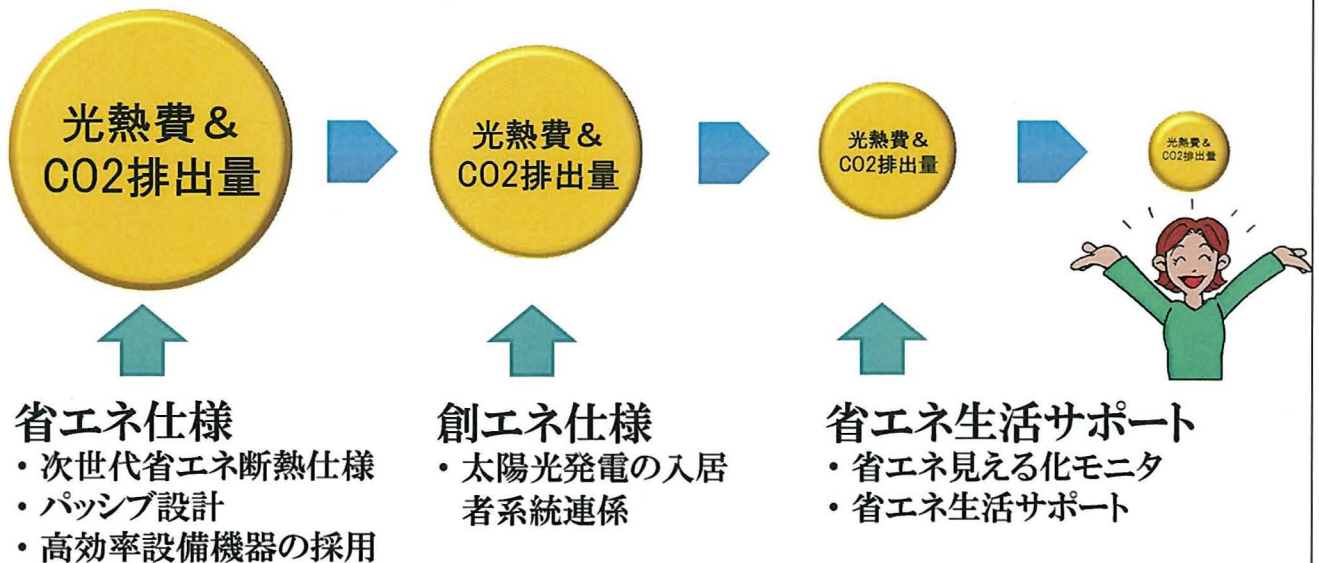 光熱費&
CO2排出量
光熱費&
CO2排出量
光熱費&
CO2排出量
光熱費&
CO2排出量
省エネ仕様
・次世代省エネ断熱仕様
・パッシブ設計
・高効率設備機器の採用
創エネ仕様
・太陽光発電の入居
者系統連係
省エネ生活サポート
・省エネ見える化モニタ
・省エネ生活サポート